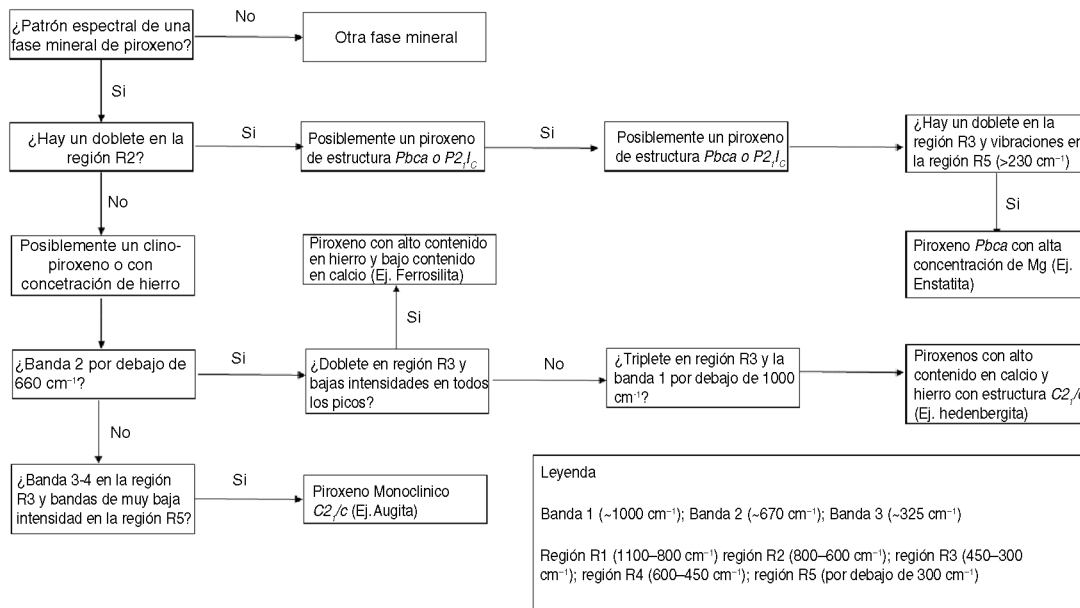 ¿Patrón espectral de una
fase mineral de piroxeno?
No
Otra fase mineral
Si
¿Hay un doblete en la
región R2?
Si
Posiblemente un piroxeno
de estructura Pbca o P2₁I_C
Si
Posiblemente un piroxeno
de estructura Pbca o P2₁I_C
¿Hay un doblete en la
región R3 y vibraciones en
la región R5 (>230 cm⁻¹)
No
Si
Posiblemente un clino-
piroxeno o con
concetración de hierro
Piroxeno con alto contenido
en hierro y bajo contenido
en calcio (Ej. Ferrosilita)
Piroxeno Pbca con alta
concentración de Mg (Ej.
Enstatita)
Si
¿Banda 2 por debajo de
660 cm⁻¹?
Si
¿Doblete en región R3 y
bajas intensidades en todos
los picos?
No
¿Triplete en región R3 y la
banda 1 por debajo de 1000
cm⁻¹?
Piroxenos con alto
contenido en calcio y
hierro con estructura C2₁/c
(Ej. hedenbergita)
No
¿Banda 3-4 en la región
R3 y bandas de muy baja
intensidad en la región R5?
Si
Piroxeno Monoclinico
C2₁/c (Ej. Augita)
Leyenda
Banda 1 (~1000 cm⁻¹); Banda 2 (~670 cm⁻¹); Banda 3 (~325 cm⁻¹)
Región R1 (1100–800 cm⁻¹) región R2 (800–600 cm⁻¹); región R3 (450–300
cm⁻¹); región R4 (600–450 cm⁻¹); región R5 (por debajo de 300 cm⁻¹)